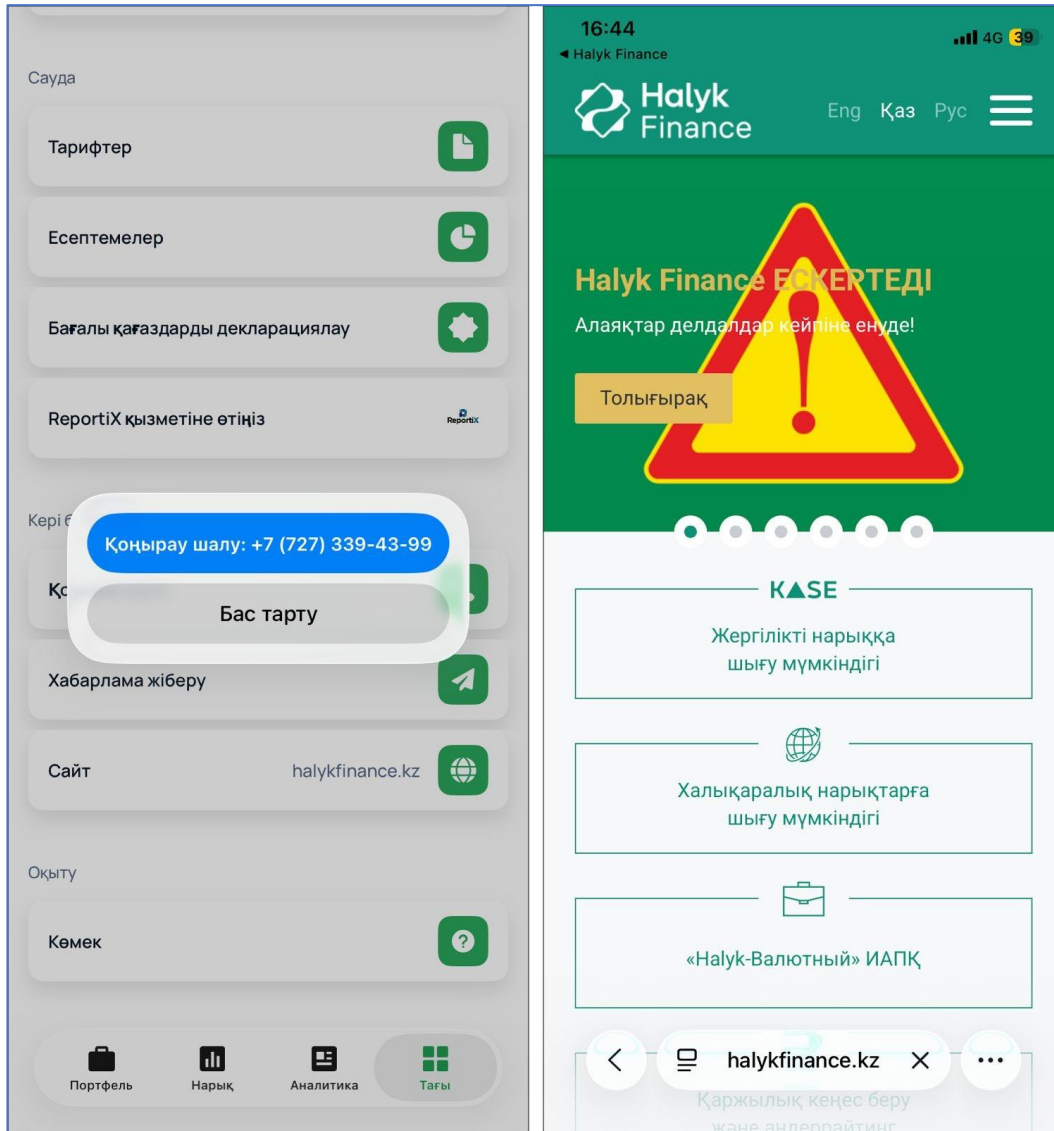 Сауда
Тарифтер
Есептемелер
Бағалы қағаздарды декларациялау
ReportiX қызметіне өтіңіз
ReportiX
Кері
Қоңырау шалу: +7 (727) 339-43-99
Бас тарту
Хабарлама жіберу
Сайт halykfinance.kz
Оқыту
Көмек
Портфель Нарық Аналитика Тағы
16:44 4G 39
◀ Halyk Finance
Halyk
Finance
Eng Қаз Рус
Halyk Finance ЕСКЕРТЕДІ
Алаяқтар делдалдар кейпіне енуде!
Толығырақ
KASE
Жергілікті нарыққа
шығу мүмкіндігі
Халықаралық нарықтарға
шығу мүмкіндігі
«Halyk-Валютный» ИАПҚ
halykfinance.kz
Қаржылық кеңес беру
және андеррайтинг